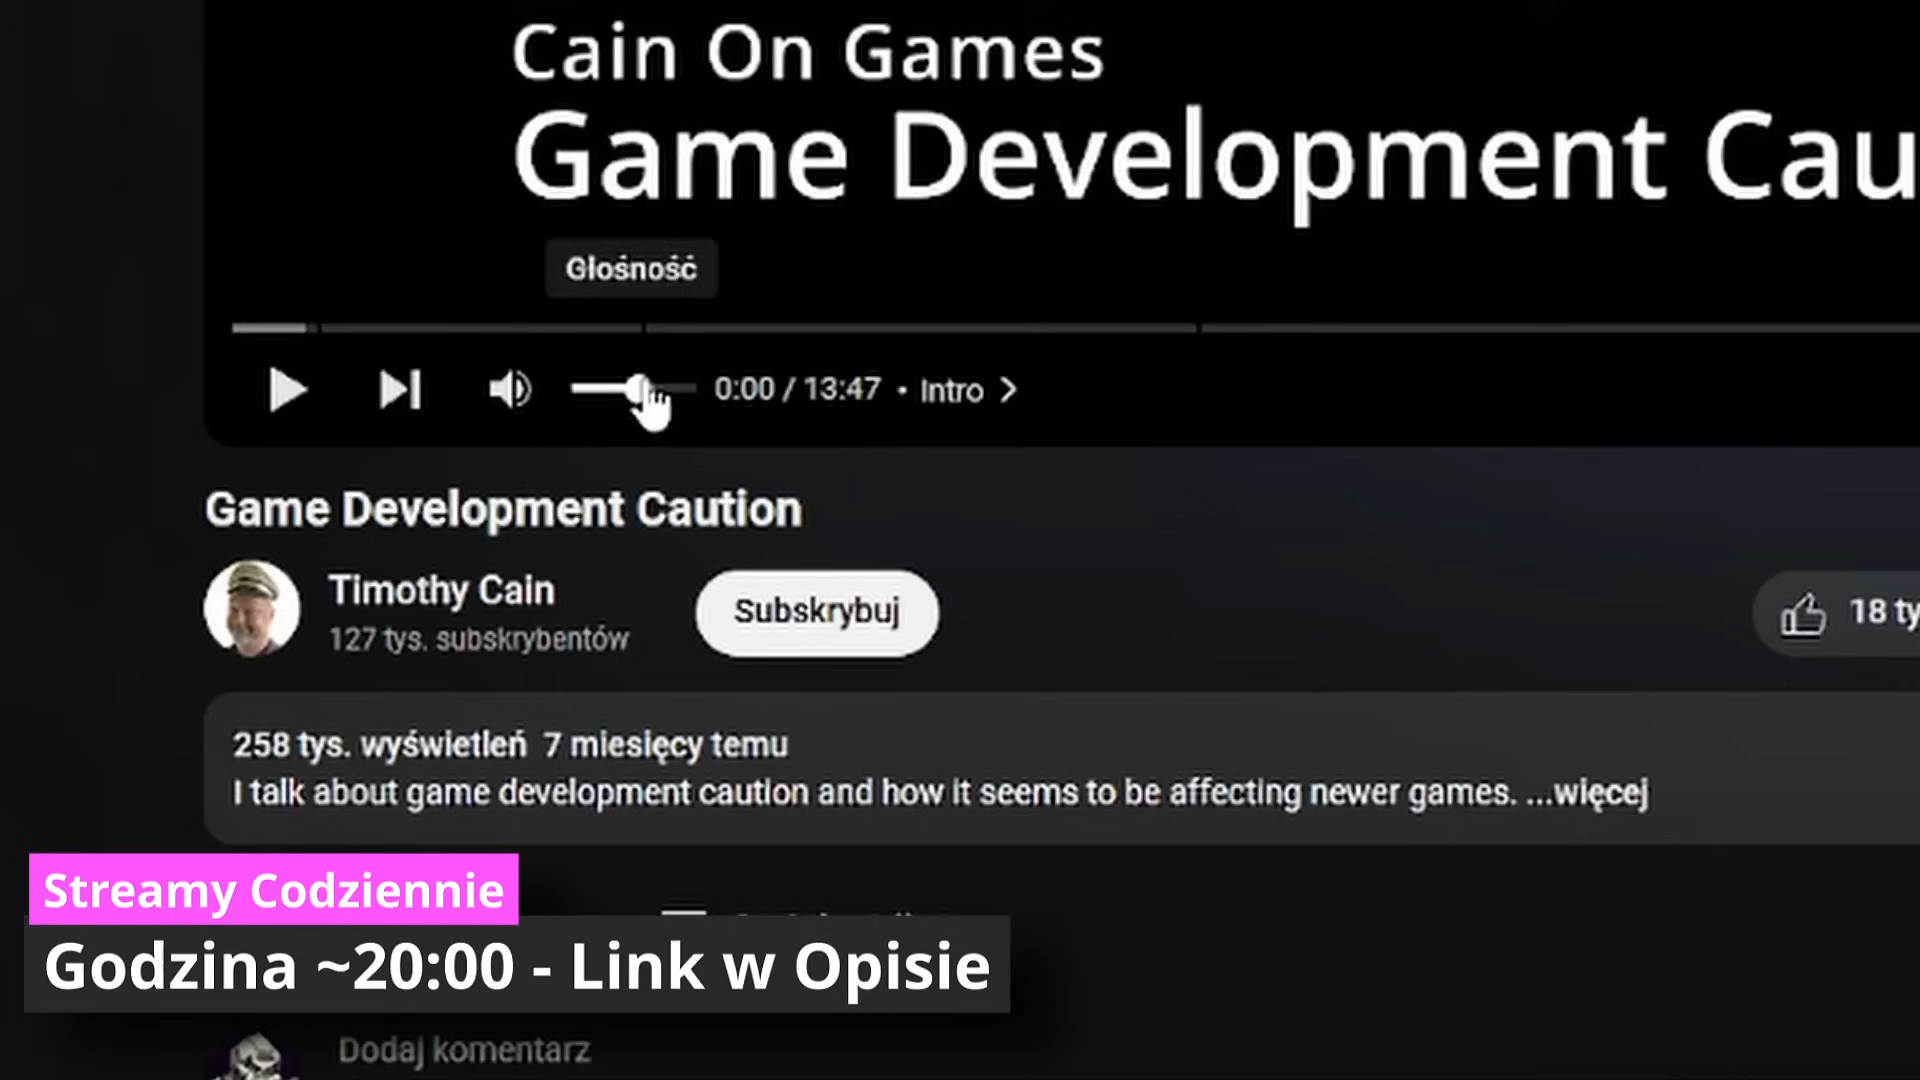 Cain On Games
Game Development Cau
Głośność
0:00 / 13:47 • Intro >
Game Development Caution
Timothy Cain
127 tys. subskrybentów
Subskrybuj
18 ty
258 tys. wyświetleń 7 miesięcy temu
I talk about game development caution and how it seems to be affecting newer games. ...więcej
Streamy Codziennie
Godzina ~20:00 - Link w Opisie
Dodaj komentarz